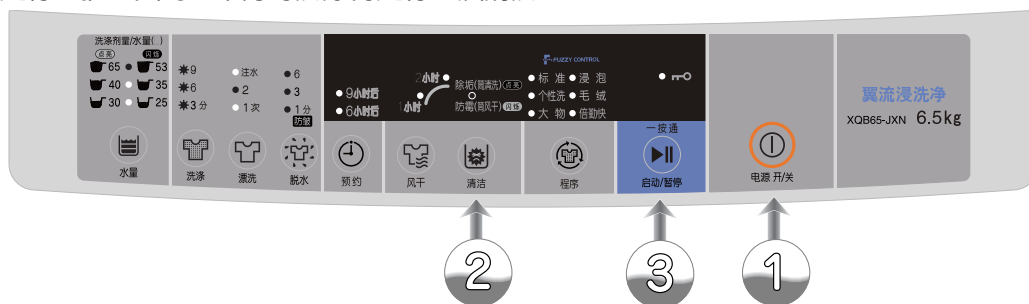 洗涤剂量/水量( )
点亮 闪烁
65 53
40 35
30 25
水量
9
6
3 分
洗涤
注水
2
1 次
漂洗
6
3
1 分
防皱
脱水
9小时后
6小时后
预约
2小时
1小时
风干
除垢(筒清洗) 点亮
防霉(筒风干) 闪烁
清洁
FUZZY CONTROL
标 准 浸 泡
个性洗 毛 绒
大 物 倍勤快
程序
一按通
启动/暂停
电源 开/关
翼流浸洗净
XQB65-JXN 6.5kg
2
3
1